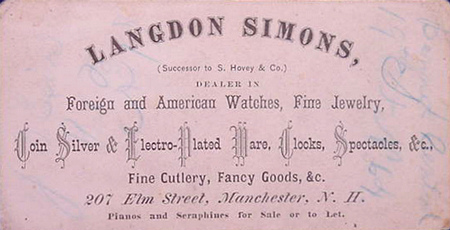 LANGDON SIMONS,
(Successor to S. Hovey & Co.)
DEALER IN
Foreign and American Watches, Fine Jewelry,
Coin Silver & Electro-Plated Ware, Clocks, Spectacles, &c.,
Fine Cutlery, Fancy Goods, &c.
207 Elm Street, Manchester, N. H.
Pianos and Seraphines for Sale or to Let.